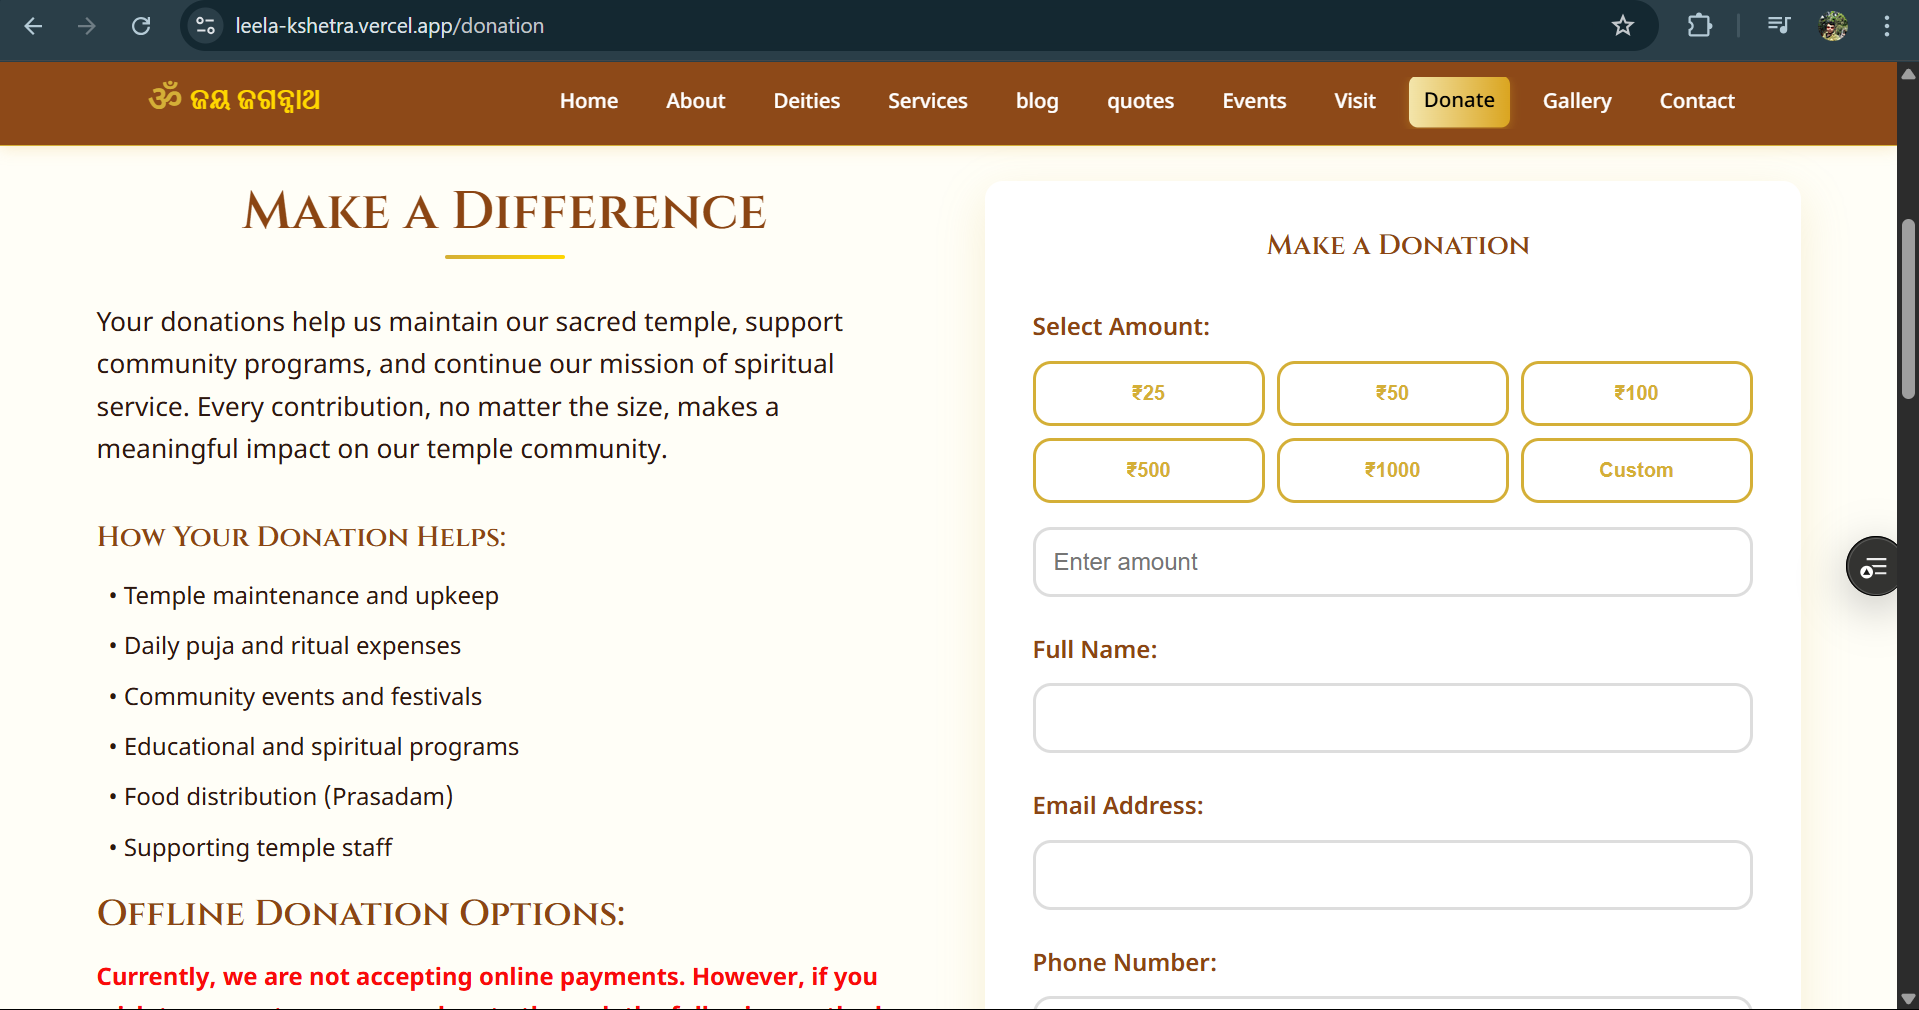 leela-kshetra.vercel.app/donation
ॐ ଜୟ ଜଗନ୍ନାଥ
Home About Deities Services blog quotes Events Visit Donate Gallery Contact
Make a Difference
Your donations help us maintain our sacred temple, support
community programs, and continue our mission of spiritual
service. Every contribution, no matter the size, makes a
meaningful impact on our temple community.
How Your Donation Helps:
• Temple maintenance and upkeep
• Daily puja and ritual expenses
• Community events and festivals
• Educational and spiritual programs
• Food distribution (Prasadam)
• Supporting temple staff
Offline Donation Options:
Currently, we are not accepting online payments. However, if you
Make a Donation
Select Amount:
₹25 ₹50 ₹100
₹500 ₹1000 Custom
Enter amount
Full Name:
Email Address:
Phone Number: